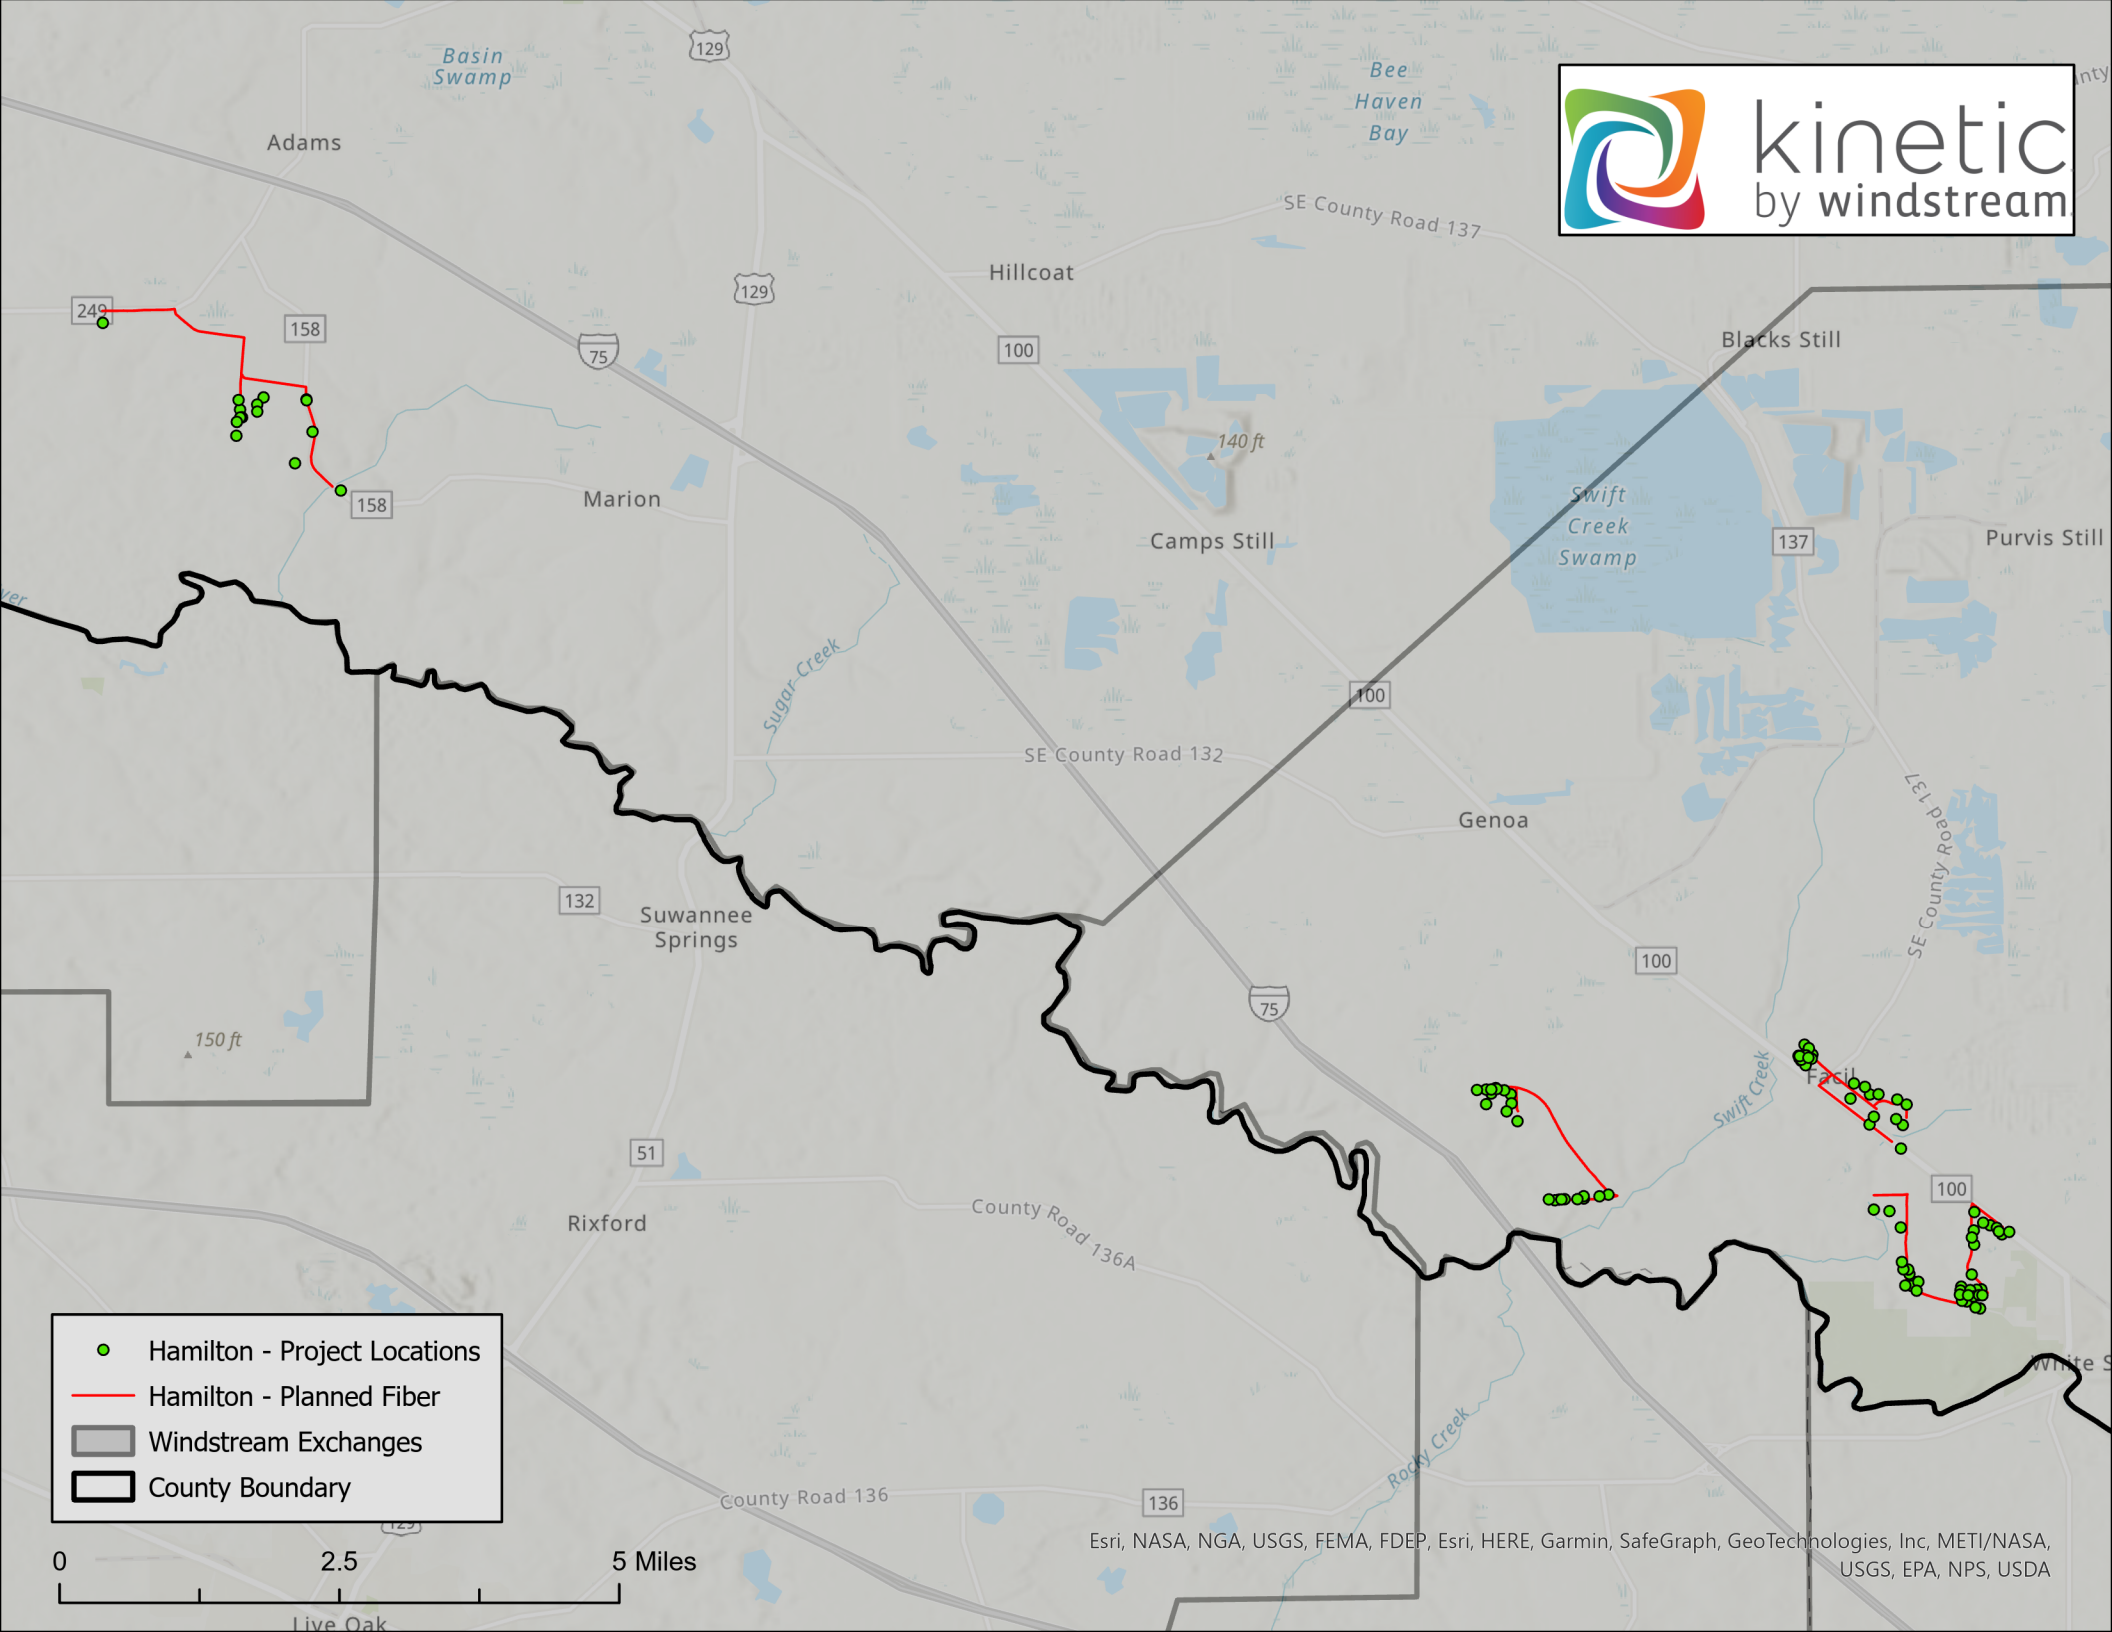 Basin
Swamp
129
Bee
Haven
Bay
Adams
kinetic
by windstream
SE County Road 137
Hillcoat
129
249
158
75
100
Blacks Still
140 ft
Marion
158
Swift
Creek
Swamp
Camps Still
137
Purvis Still
Sugar Creek
100
SE County Road 132
Genoa
SE County Road 137
132
Suwannee
Springs
100
75
150 ft
Facil
Swift Creek
51
100
Rixford
County Road 136A
White S
Hamilton - Project Locations
Hamilton - Planned Fiber
Windstream Exchanges
County Boundary
Rocky Creek
County Road 136
136
129
Esri, NASA, NGA, USGS, FEMA, FDEP, Esri, HERE, Garmin, SafeGraph, GeoTechnologies, Inc, METI/NASA,
USGS, EPA, NPS, USDA
0 2.5 5 Miles
Live Oak